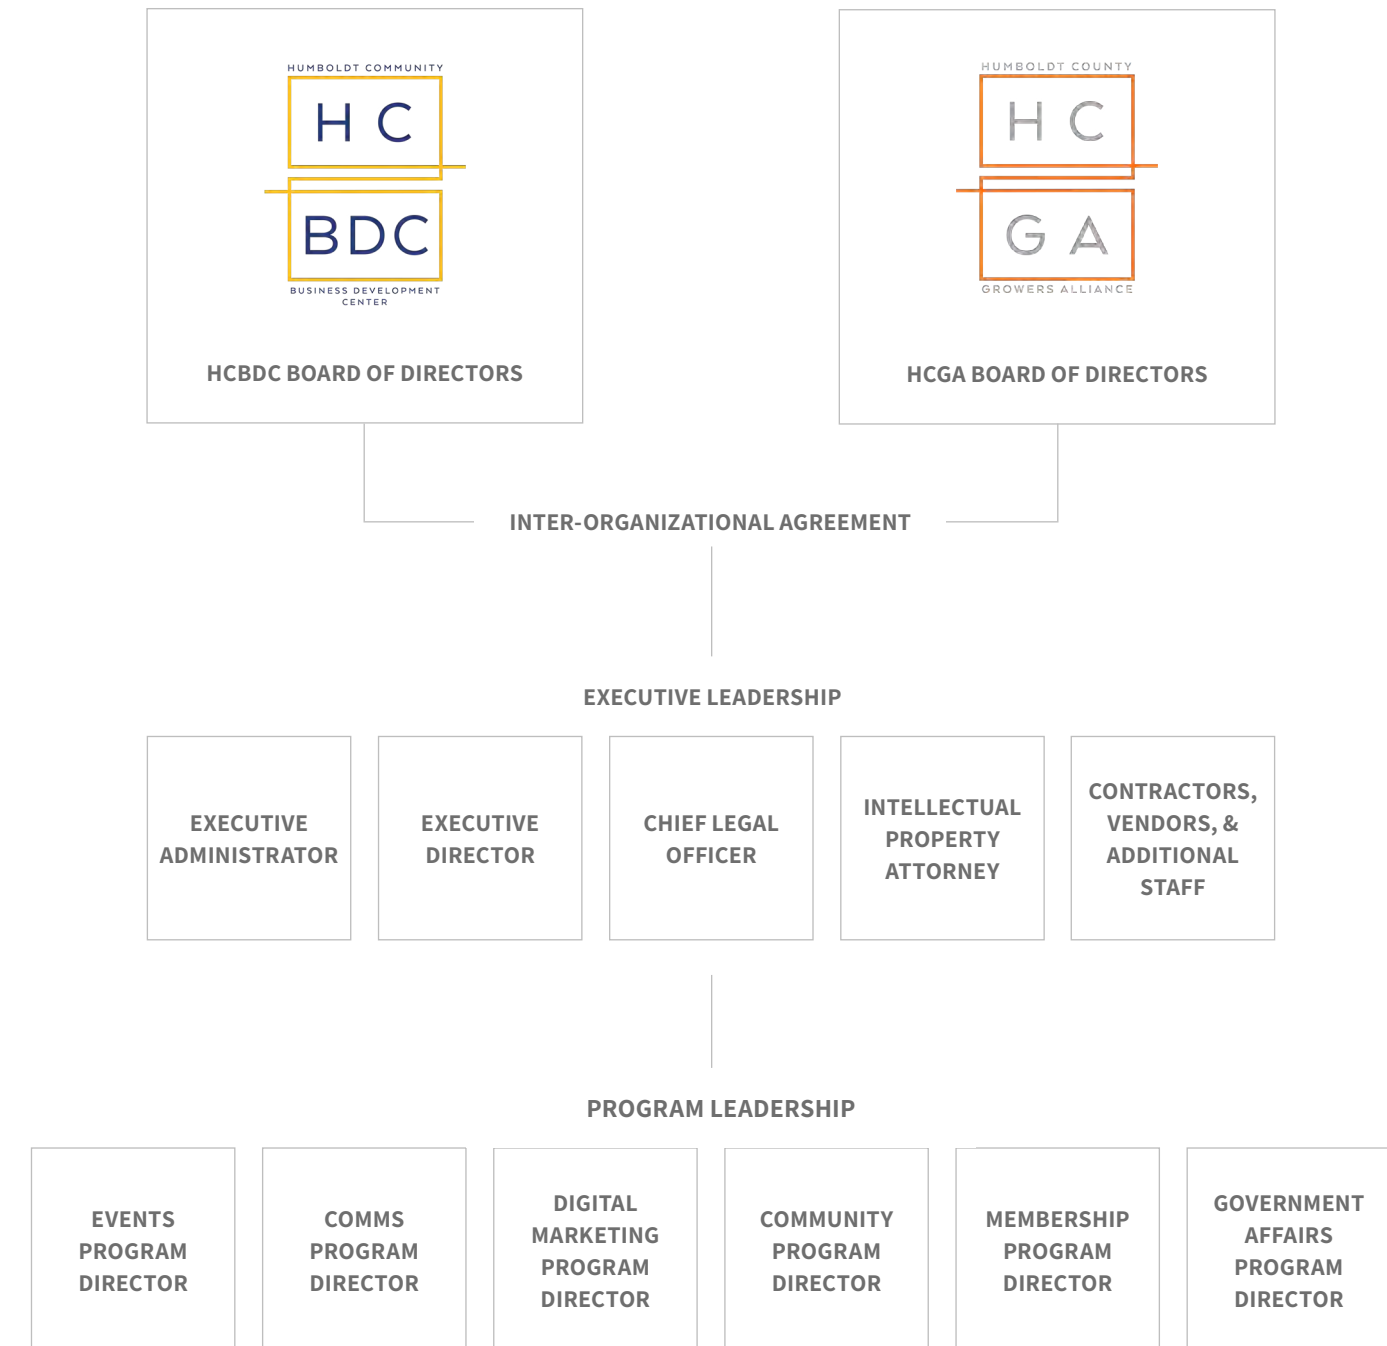 HUMBOLDT COMMUNITY
H C
BDC
BUSINESS DEVELOPMENT
CENTER
HCBDC BOARD OF DIRECTORS
HUMBOLDT COUNTY
H C
G A
GROWERS ALLIANCE
HCGA BOARD OF DIRECTORS
INTER-ORGANIZATIONAL AGREEMENT
EXECUTIVE LEADERSHIP
EXECUTIVE
ADMINISTRATOR
EXECUTIVE
DIRECTOR
CHIEF LEGAL
OFFICER
INTELLECTUAL
PROPERTY
ATTORNEY
CONTRACTORS,
VENDORS, &
ADDITIONAL
STAFF
PROGRAM LEADERSHIP
EVENTS
PROGRAM
DIRECTOR
COMMS
PROGRAM
DIRECTOR
DIGITAL
MARKETING
PROGRAM
DIRECTOR
COMMUNITY
PROGRAM
DIRECTOR
MEMBERSHIP
PROGRAM
DIRECTOR
GOVERNMENT
AFFAIRS
PROGRAM
DIRECTOR